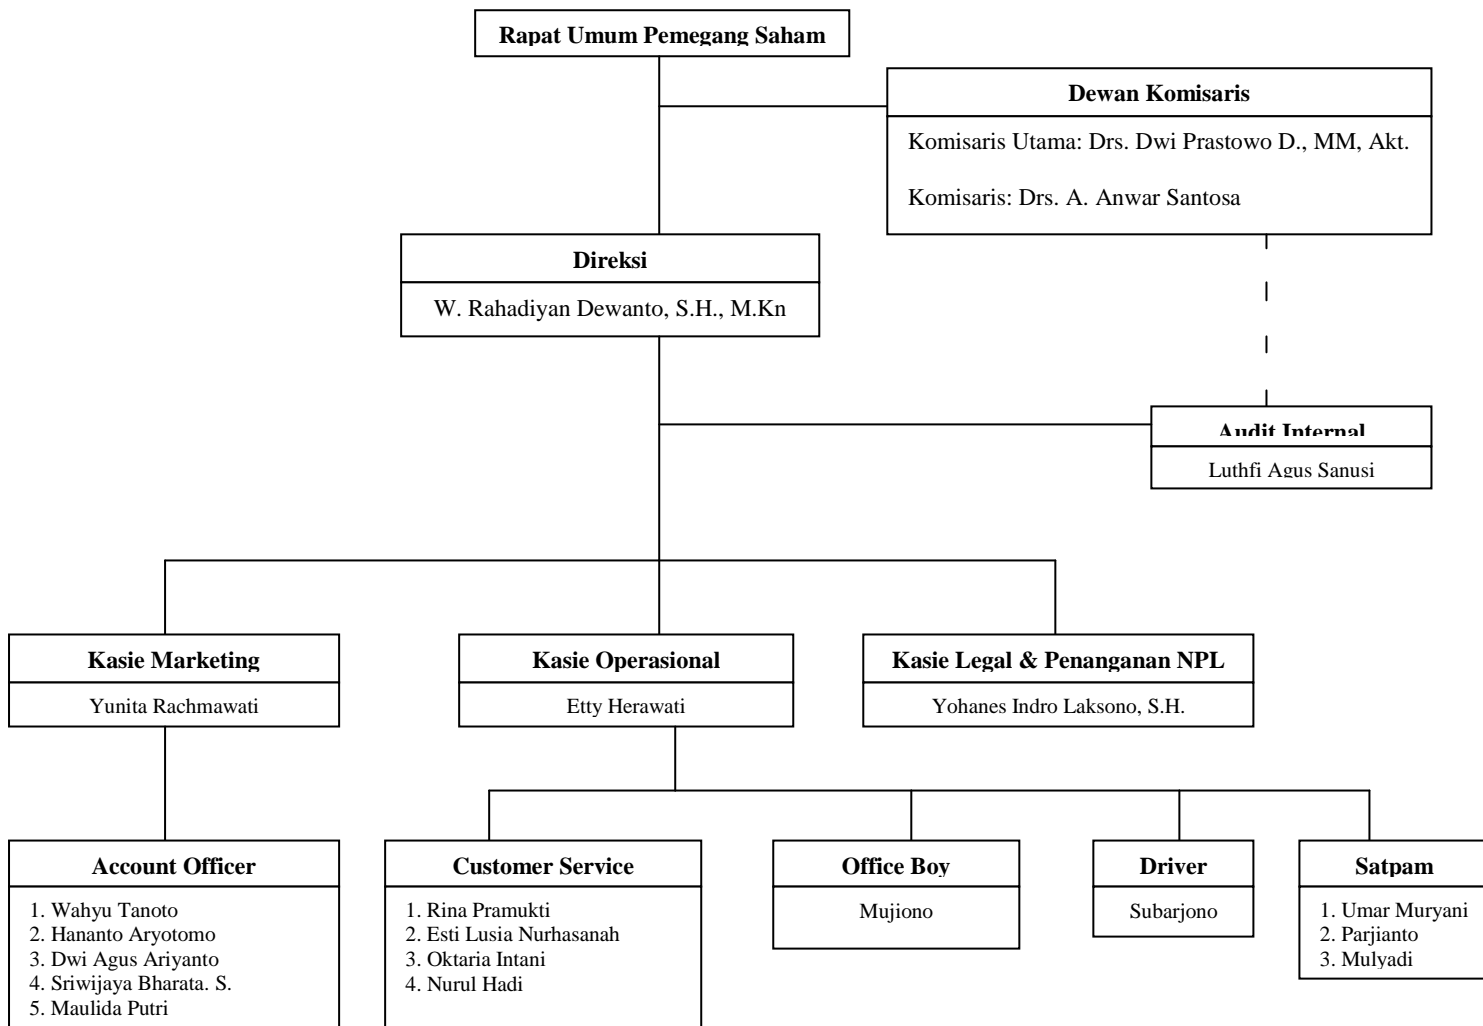 Rapat Umum Pemegang Saham
Dewan Komisaris
Komisaris Utama: Drs. Dwi Prastowo D., MM, Akt.
Komisaris: Drs. A. Anwar Santosa
Direksi
W. Rahadiyan Dewanto, S.H., M.Kn
Audit Internal
Luthfi Agus Sanusi
Kasie Marketing
Yunita Rachmawati
Kasie Operasional
Etty Herawati
Kasie Legal & Penanganan NPL
Yohanes Indro Laksono, S.H.
Account Officer
1. Wahyu Tanoto
2. Hananto Aryotomo
3. Dwi Agus Ariyanto
4. Sriwijaya Bharata. S.
5. Maulida Putri
Customer Service
1. Rina Pramukti
2. Esti Lusia Nurhasanah
3. Oktaria Intani
4. Nurul Hadi
Office Boy
Mujiono
Driver
Subarjono
Satpam
1. Umar Muryani
2. Parjianto
3. Mulyadi